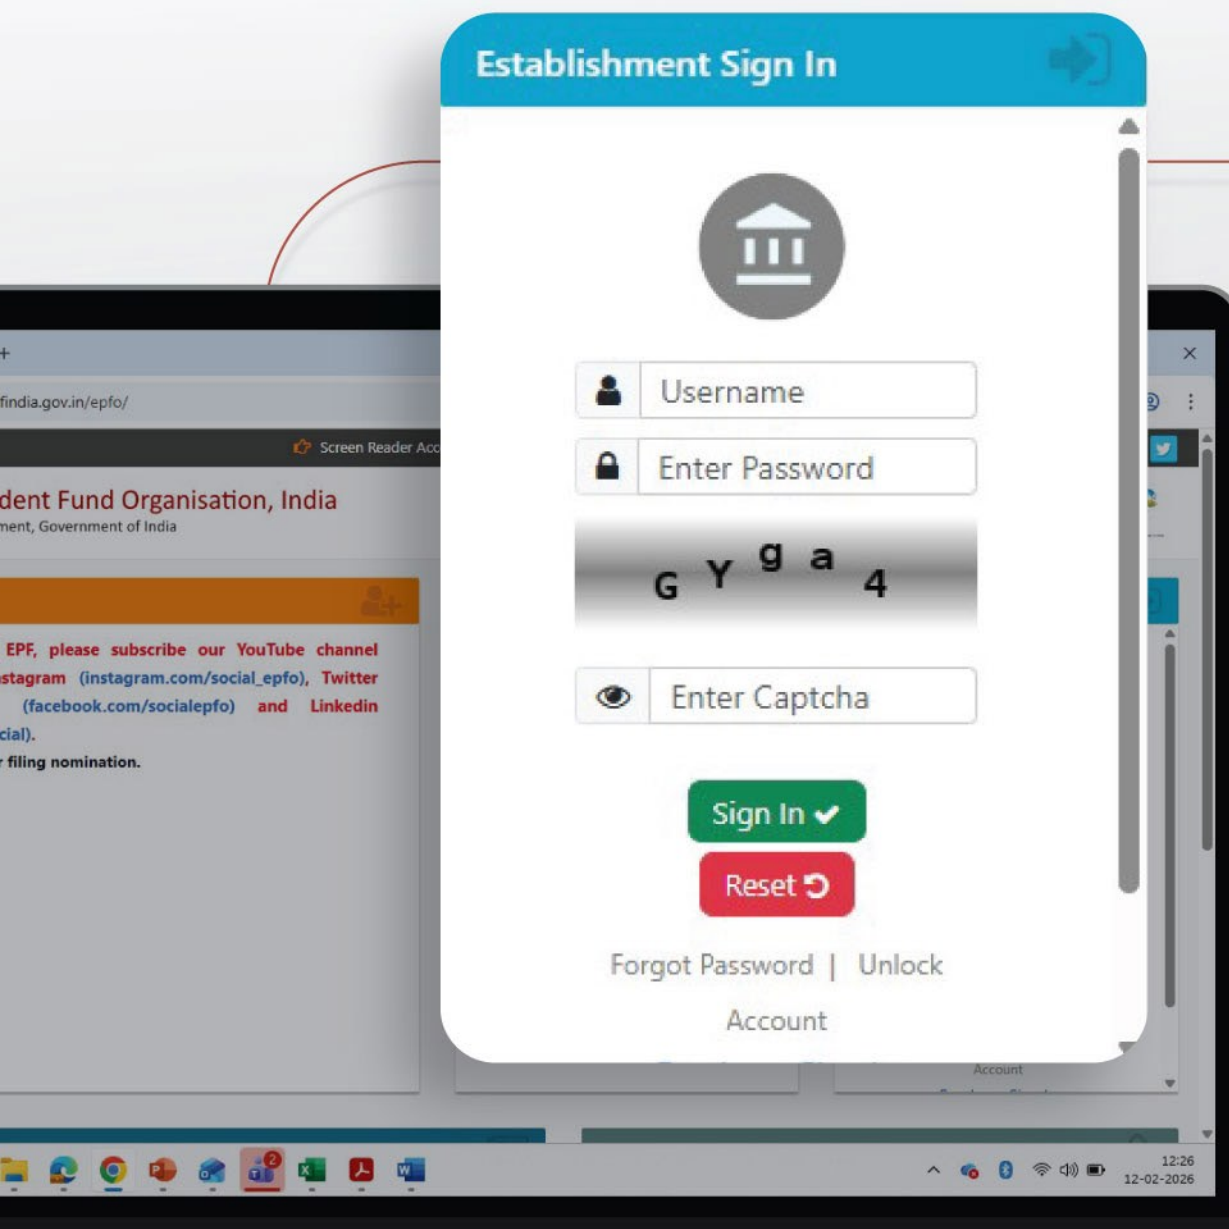 Establishment Sign In
Username
Enter Password
G Y g a 4
Enter Captcha
Sign In
Reset
Forgot Password | Unlock
Account
findia.gov.in/epfo/
Screen Reader Acc
dent Fund Organisation, India
ment, Government of India
EPF, please subscribe our YouTube channel
stagram (instagram.com/social_epfo), Twitter
(facebook.com/socialepfo) and Linkedin
cial).
r filing nomination.
Account
2
12:26
12-02-2026